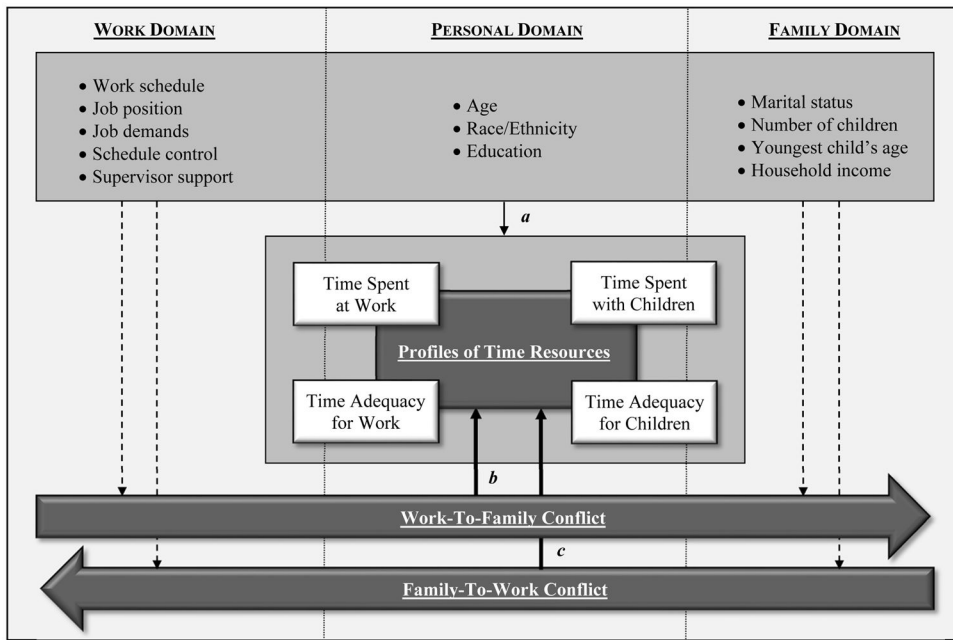 WORK DOMAIN
PERSONAL DOMAIN
FAMILY DOMAIN
• Work schedule
• Job position
• Job demands
• Schedule control
• Supervisor support
• Age
• Race/Ethnicity
• Education
• Marital status
• Number of children
• Youngest child's age
• Household income
a
Time Spent
at Work
Time Spent
with Children
Profiles of Time Resources
Time Adequacy
for Work
Time Adequacy
for Children
b
Work-To-Family Conflict
c
Family-To-Work Conflict